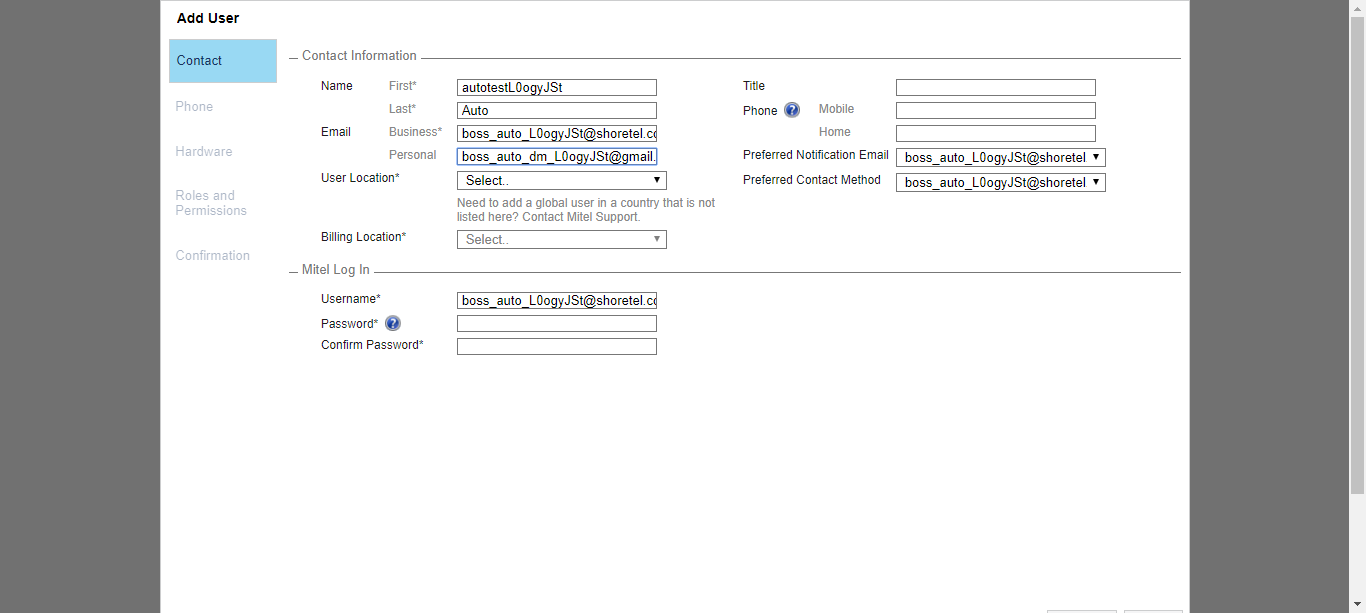 Add User
Contact
Phone
Hardware
Roles and
Permissions
Confirmation
Contact Information
Name First* autotestL0ogyJSt
Last* Auto
Email Business* boss_auto_L0ogyJSt@shoretel.co
Personal boss_auto_dm_L0ogyJSt@gmail.
User Location* Select..
Need to add a global user in a country that is not
listed here? Contact Mitel Support.
Billing Location* Select..
Title
Phone ? Mobile
Home
Preferred Notification Email boss_auto_L0ogyJSt@shoretel
Preferred Contact Method boss_auto_L0ogyJSt@shoretel
Mitel Log In
Username* boss_auto_L0ogyJSt@shoretel.co
Password* ?
Confirm Password*